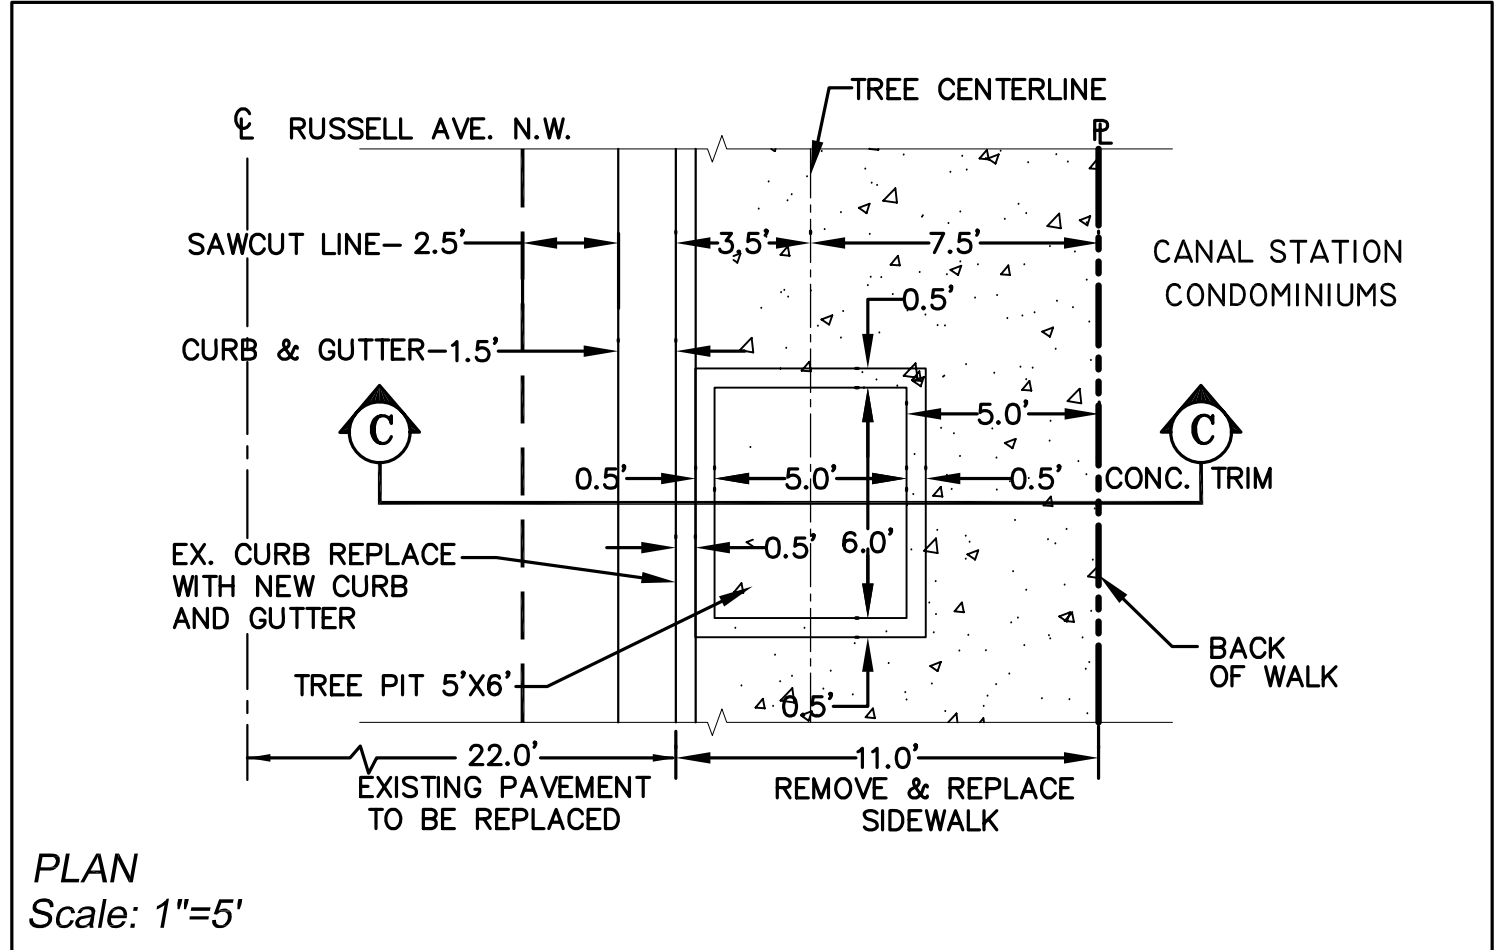 TREE CENTERLINE
℄ RUSSELL AVE. N.W.
PL
SAWCUT LINE- 2.5'
3.5'
7.5'
CANAL STATION
CONDOMINIUMS
0.5'
CURB & GUTTER-1.5'
5.0'
C
C
0.5'
5.0'
0.5'
CONC. TRIM
0.5'
6.0'
EX. CURB REPLACE
WITH NEW CURB
AND GUTTER
BACK
OF WALK
TREE PIT 5'X6'
0.5'
22.0'
11.0'
EXISTING PAVEMENT
TO BE REPLACED
REMOVE & REPLACE
SIDEWALK
PLAN
Scale: 1"=5'